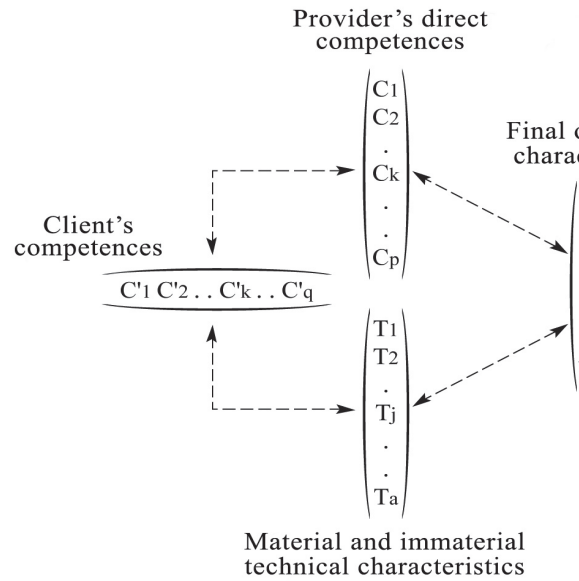 Provider's direct
competences
C1
C2
.
Ck
.
.
Cp
Final
charac
Client's
competences
C'1 C'2 . . C'k . . C'q
T1
T2
.
Tj
.
.
Ta
Material and immaterial
technical characteristics